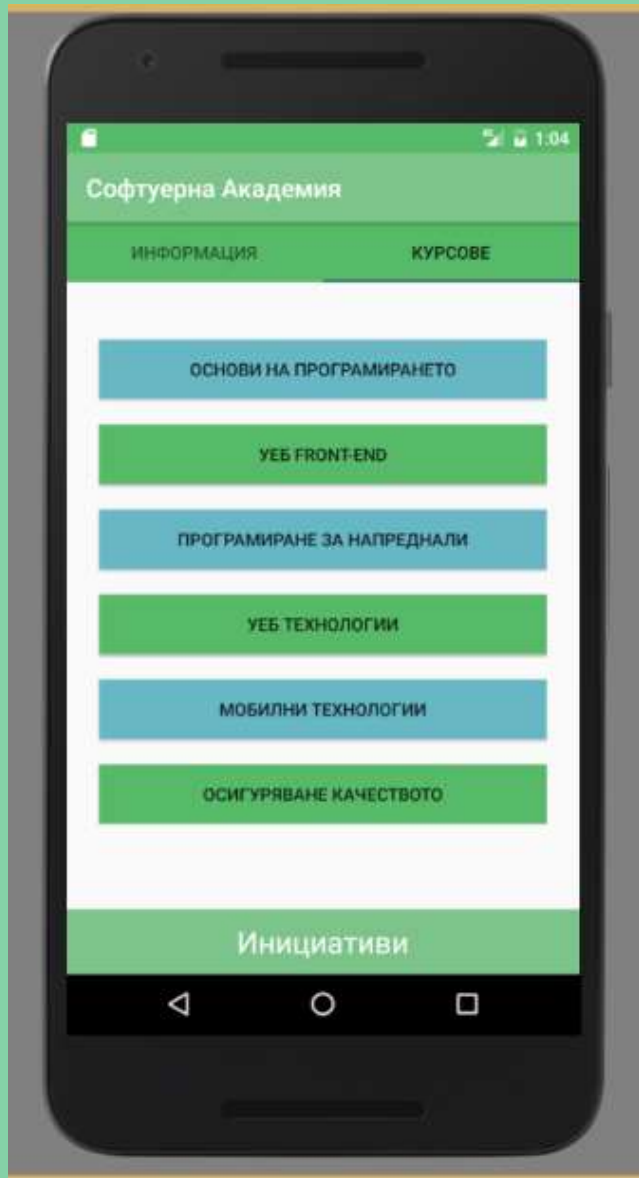 1:04
Софтуерна Академия
ИНФОРМАЦИЯ КУРСОВЕ
ОСНОВИ НА ПРОГРАМИРАНЕТО
УЕБ FRONT-END
ПРОГРАМИРАНЕ ЗА НАПРЕДНАЛИ
УЕБ ТЕХНОЛОГИИ
МОБИЛНИ ТЕХНОЛОГИИ
ОСИГУРЯВАНЕ КАЧЕСТВОТО
Инициативи